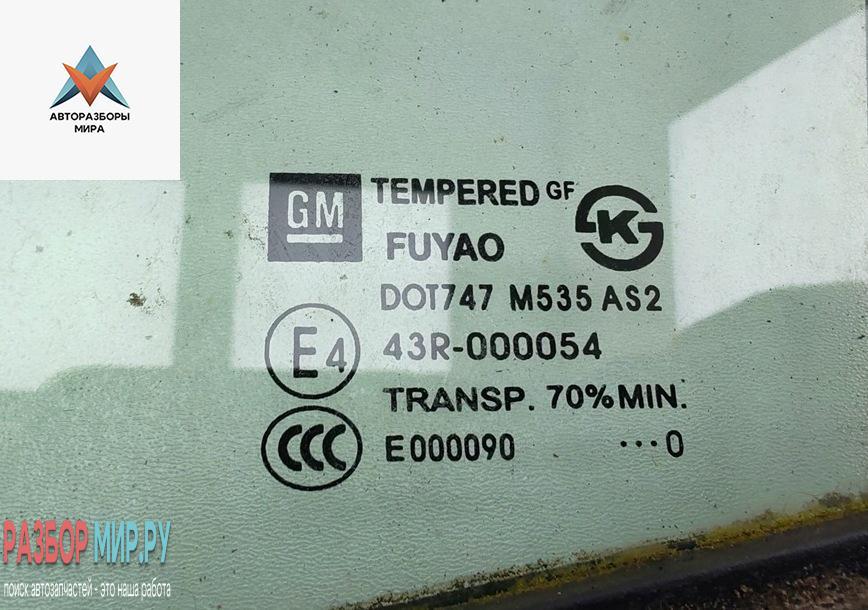 АВТОРАЗБОРЫ
МИРА
GM
TEMPERED GF
K
FUYAO
DOT747 M535 AS2
E4
43R-000054
TRANSP. 70% MIN.
CCC
E000090 ···0
РАЗБОР МИР.РУ
поиск автозапчастей - это наша работа